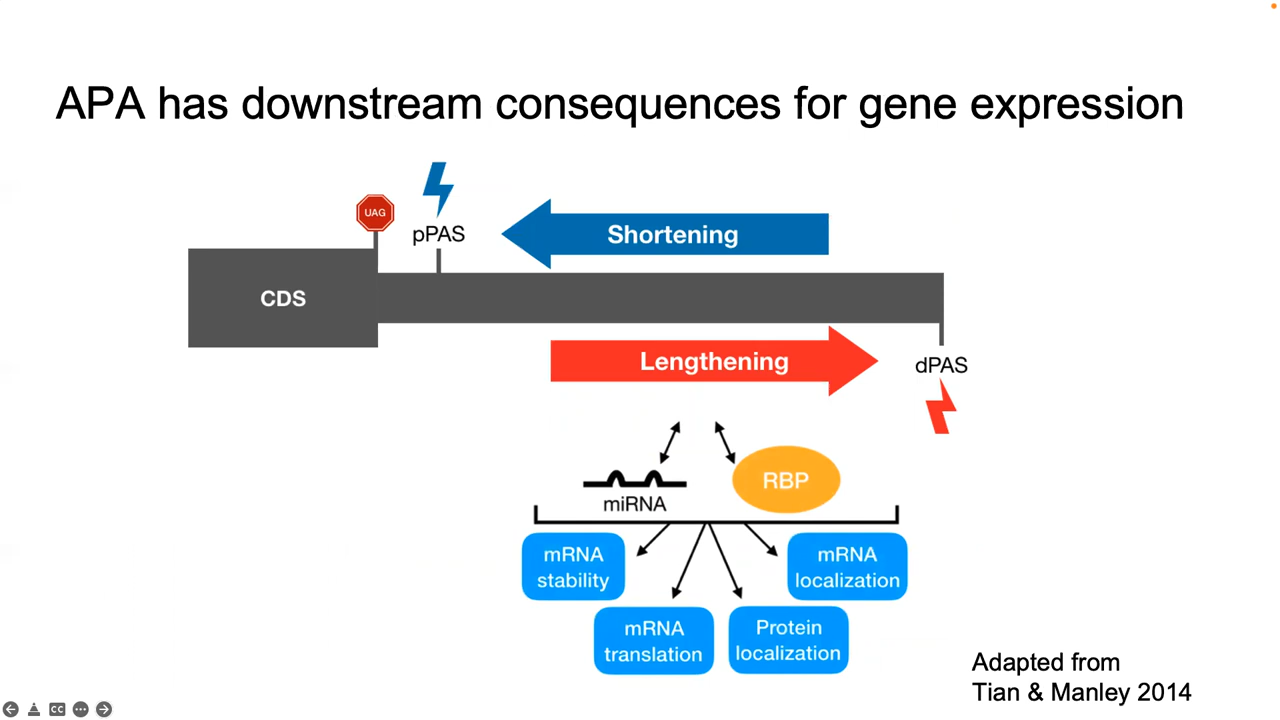 APA has downstream consequences for gene expression
UAG
pPAS
Shortening
CDS
Lengthening
dPAS
miRNA
RBP
mRNA
stability
mRNA
localization
mRNA
translation
Protein
localization
Adapted from
Tian & Manley 2014
CC